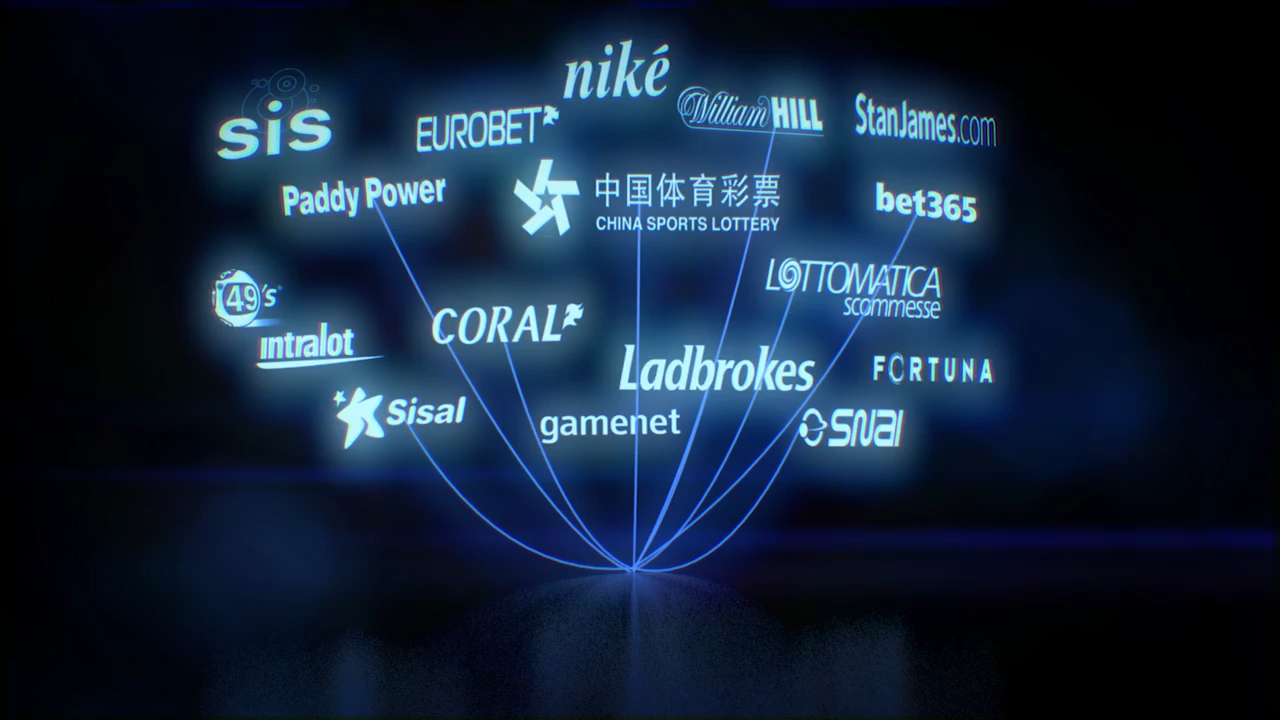 niké
sis
EUROBET
William HILL
StanJames.com
Paddy Power
中国体育彩票
CHINA SPORTS LOTTERY
bet365
49's
LOTTOMATICA
scommesse
intralot
CORAL
Ladbrokes
FORTUNA
Sisal
gamenet
SNAI